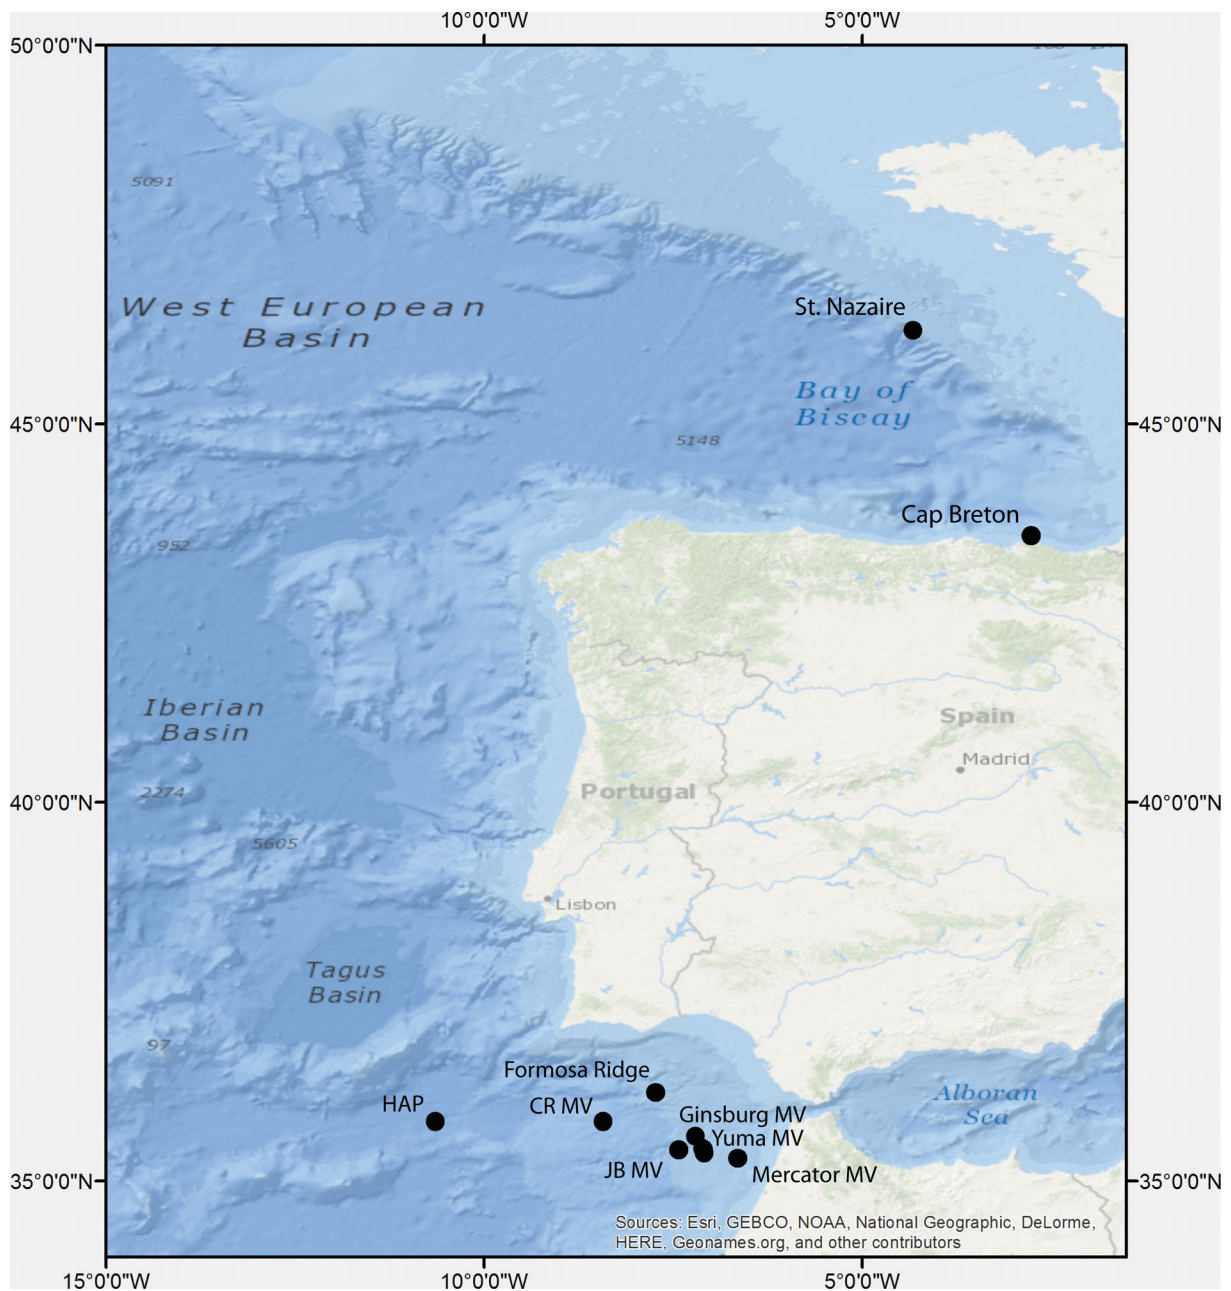 10°0'0"W
5°0'0"W
50°0'0"N
5091
West European
Basin
St. Nazaire
Bay of
Biscay
45°0'0"N
45°0'0"N
5148
Cap Breton
952
Iberian
Basin
Spain
Madrid
2274
Portugal
40°0'0"N
40°0'0"N
5605
Lisbon
Tagus
Basin
97
Formosa Ridge
HAP
CR MV
Alboran
Sea
Ginsburg MV
Yuma MV
JB MV
Mercator MV
35°0'0"N
35°0'0"N
Sources: Esri, GEBCO, NOAA, National Geographic, DeLorme,
HERE, Geonames.org, and other contributors
15°0'0"W
10°0'0"W
5°0'0"W